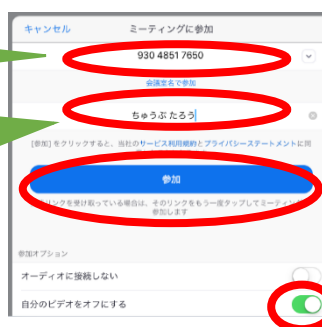 キャンセル ミーティングに参加
930 4851 7650
会議室名で参加
ちゅうぶ たろう
[参加] をクリックすると、当社のサービス利用規約とプライバシーステートメントに同
参加
リンクを受け取っている場合は、そのリンクをもう一度タップしてミーティン
参加します
参加オプション
オーディオに接続しない
自分のビデオをオフにする